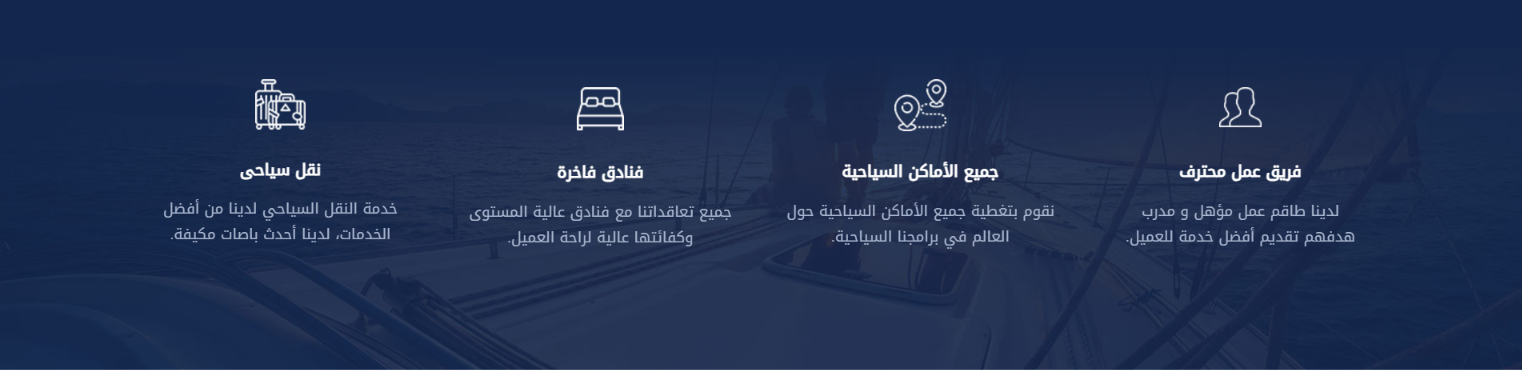 فريق عمل محترف
لدينا طاقم عمل مؤهل و مدرب
هدفهم تقديم أفضل خدمة للعميل.
جميع الأماكن السياحية
نقوم بتغطية جميع الأماكن السياحية حول
العالم في برامجنا السياحية.
فنادق فاخرة
جميع تعاقداتنا مع فنادق عالية المستوى
وكفائتها عالية لراحة العميل.
نقل سياحى
خدمة النقل السياحي لدينا من أفضل
الخدمات، لدينا أحدث باصات مكيفة.